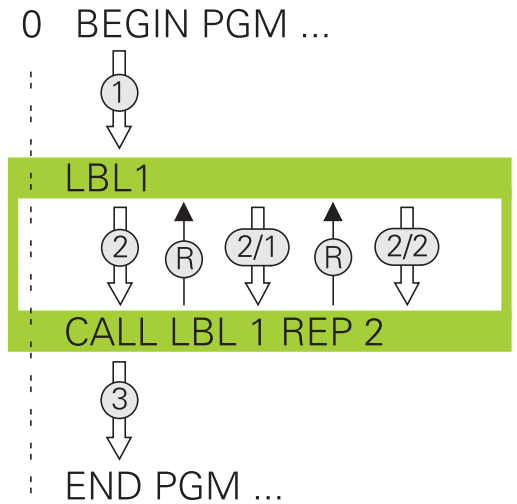 0 BEGIN PGM ...
1
LBL1
2 R 2/1 R 2/2
CALL LBL 1 REP 2
3
END PGM ...